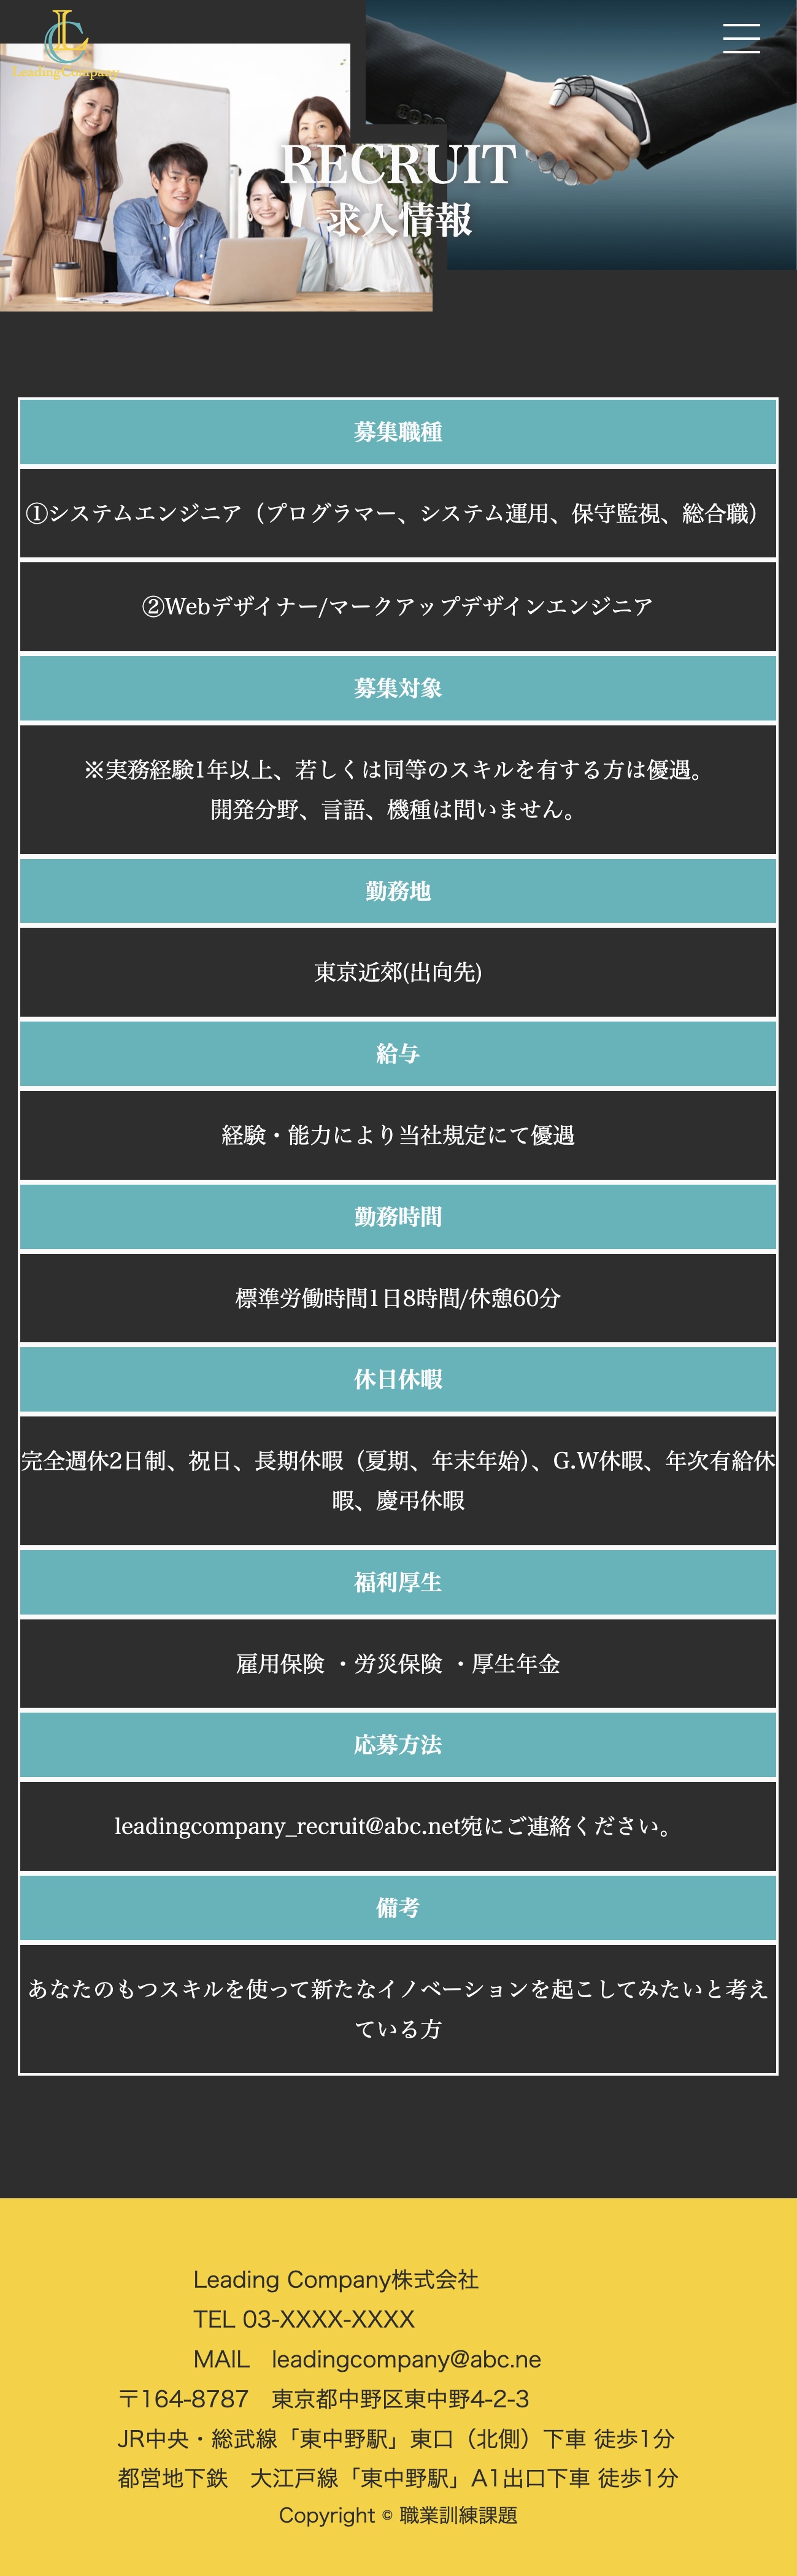 LC
Leading Company
RECRUIT
求人情報
募集職種
①システムエンジニア（プログラマー、システム運用、保守監視、総合職）
②Webデザイナー/マークアップデザインエンジニア
募集対象
※実務経験1年以上、若しくは同等のスキルを有する方は優遇。
開発分野、言語、機種は問いません。
勤務地
東京近郊(出向先)
給与
経験・能力により当社規定にて優遇
勤務時間
標準労働時間1日8時間/休憩60分
休日休暇
完全週休2日制、祝日、長期休暇（夏期、年末年始）、G.W休暇、年次有給休
暇、慶弔休暇
福利厚生
雇用保険 ・労災保険 ・厚生年金
応募方法
leadingcompany_recruit@abc.net宛にご連絡ください。
備考
あなたのもつスキルを使って新たなイノベーションを起こしてみたいと考え
ている方
Leading Company株式会社
TEL 03-XXXX-XXXX
MAIL　leadingcompany@abc.ne
〒164-8787　東京都中野区東中野4-2-3
JR中央・総武線「東中野駅」東口（北側）下車 徒歩1分
都営地下鉄　大江戸線「東中野駅」A1出口下車 徒歩1分
Copyright © 職業訓練課題